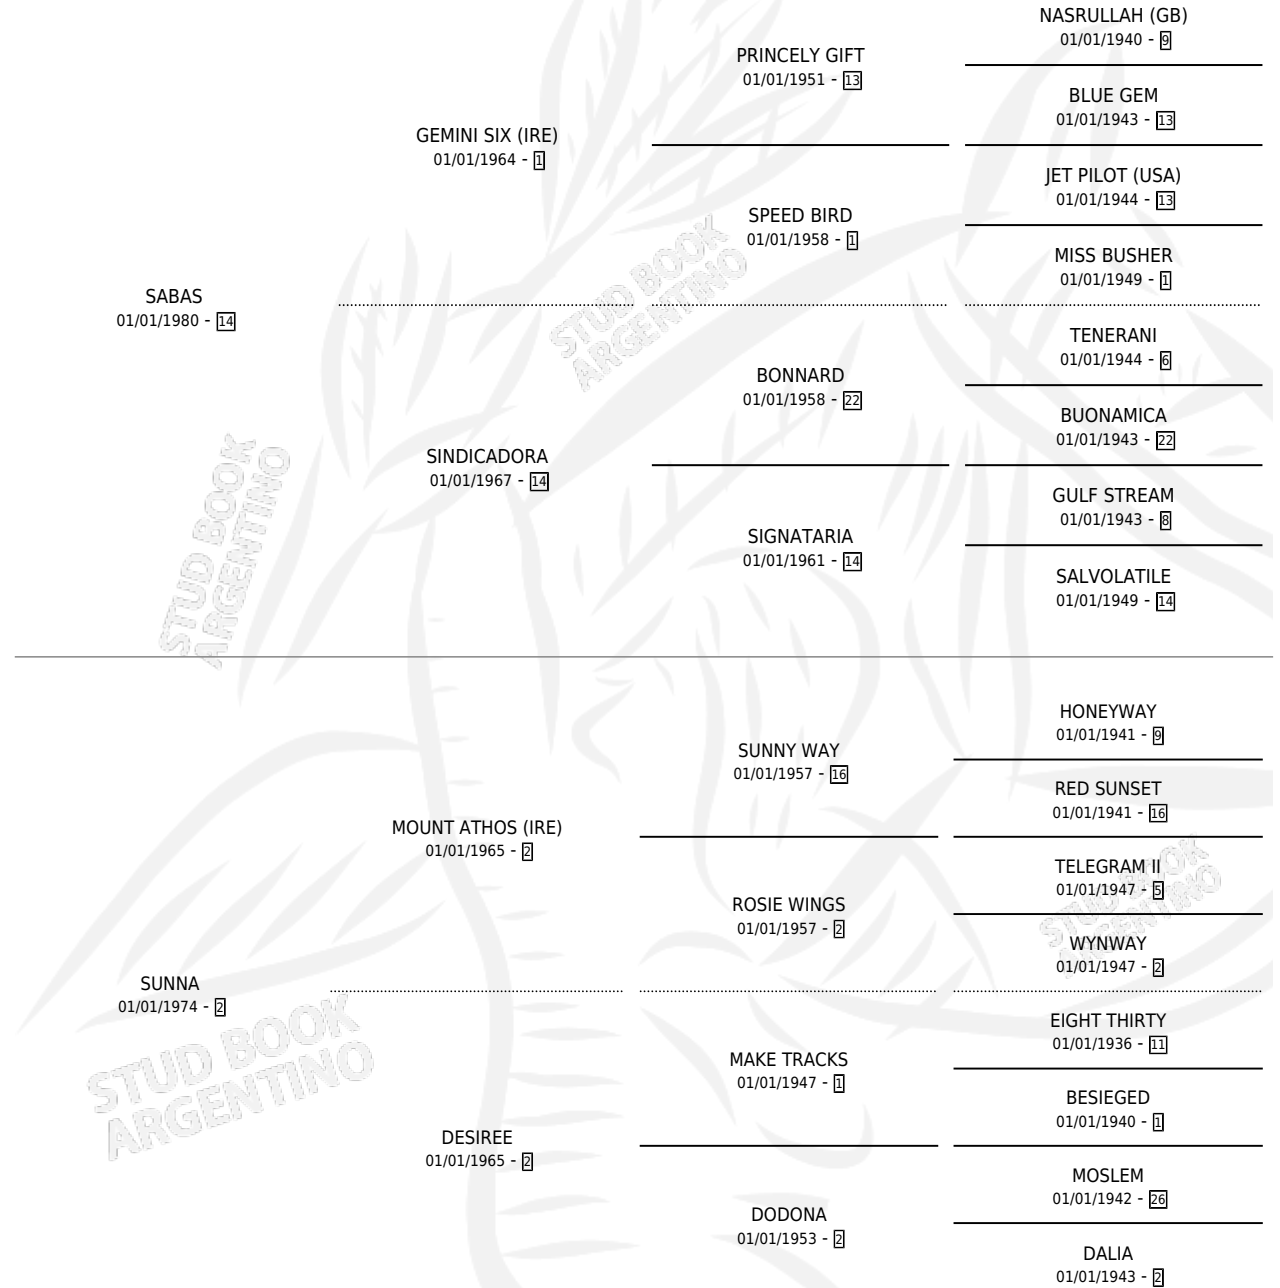 NASRULLAH (GB)
01/01/1940 - 9
PRINCELY GIFT
01/01/1951 - 13
BLUE GEM
01/01/1943 - 13
GEMINI SIX (IRE)
01/01/1964 - 1
JET PILOT (USA)
01/01/1944 - 13
SPEED BIRD
01/01/1958 - 1
MISS BUSHER
01/01/1949 - 1
SABAS
01/01/1980 - 14
STUD BOOK
ARGENTINO
TENERANI
01/01/1944 - 6
BONNARD
01/01/1958 - 22
BUONAMICA
01/01/1943 - 22
SINDICADORA
01/01/1967 - 14
GULF STREAM
01/01/1943 - 8
SIGNATARIA
01/01/1961 - 14
SALVOLATILE
01/01/1949 - 14
STUD BOOK
ARGENTINO
HONEYWAY
01/01/1941 - 9
SUNNY WAY
01/01/1957 - 16
RED SUNSET
01/01/1941 - 16
MOUNT ATHOS (IRE)
01/01/1965 - 2
TELEGRAM II
01/01/1947 - 5
ROSIE WINGS
01/01/1957 - 2
STUD BOOK
ARGENTINO
WYNWAY
01/01/1947 - 2
SUNNA
01/01/1974 - 2
EIGHT THIRTY
01/01/1936 - 11
MAKE TRACKS
01/01/1947 - 1
STUD BOOK
ARGENTINO
BESIEGED
01/01/1940 - 1
DESIREE
01/01/1965 - 2
MOSLEM
01/01/1942 - 26
DODONA
01/01/1953 - 2
DALIA
01/01/1943 - 2